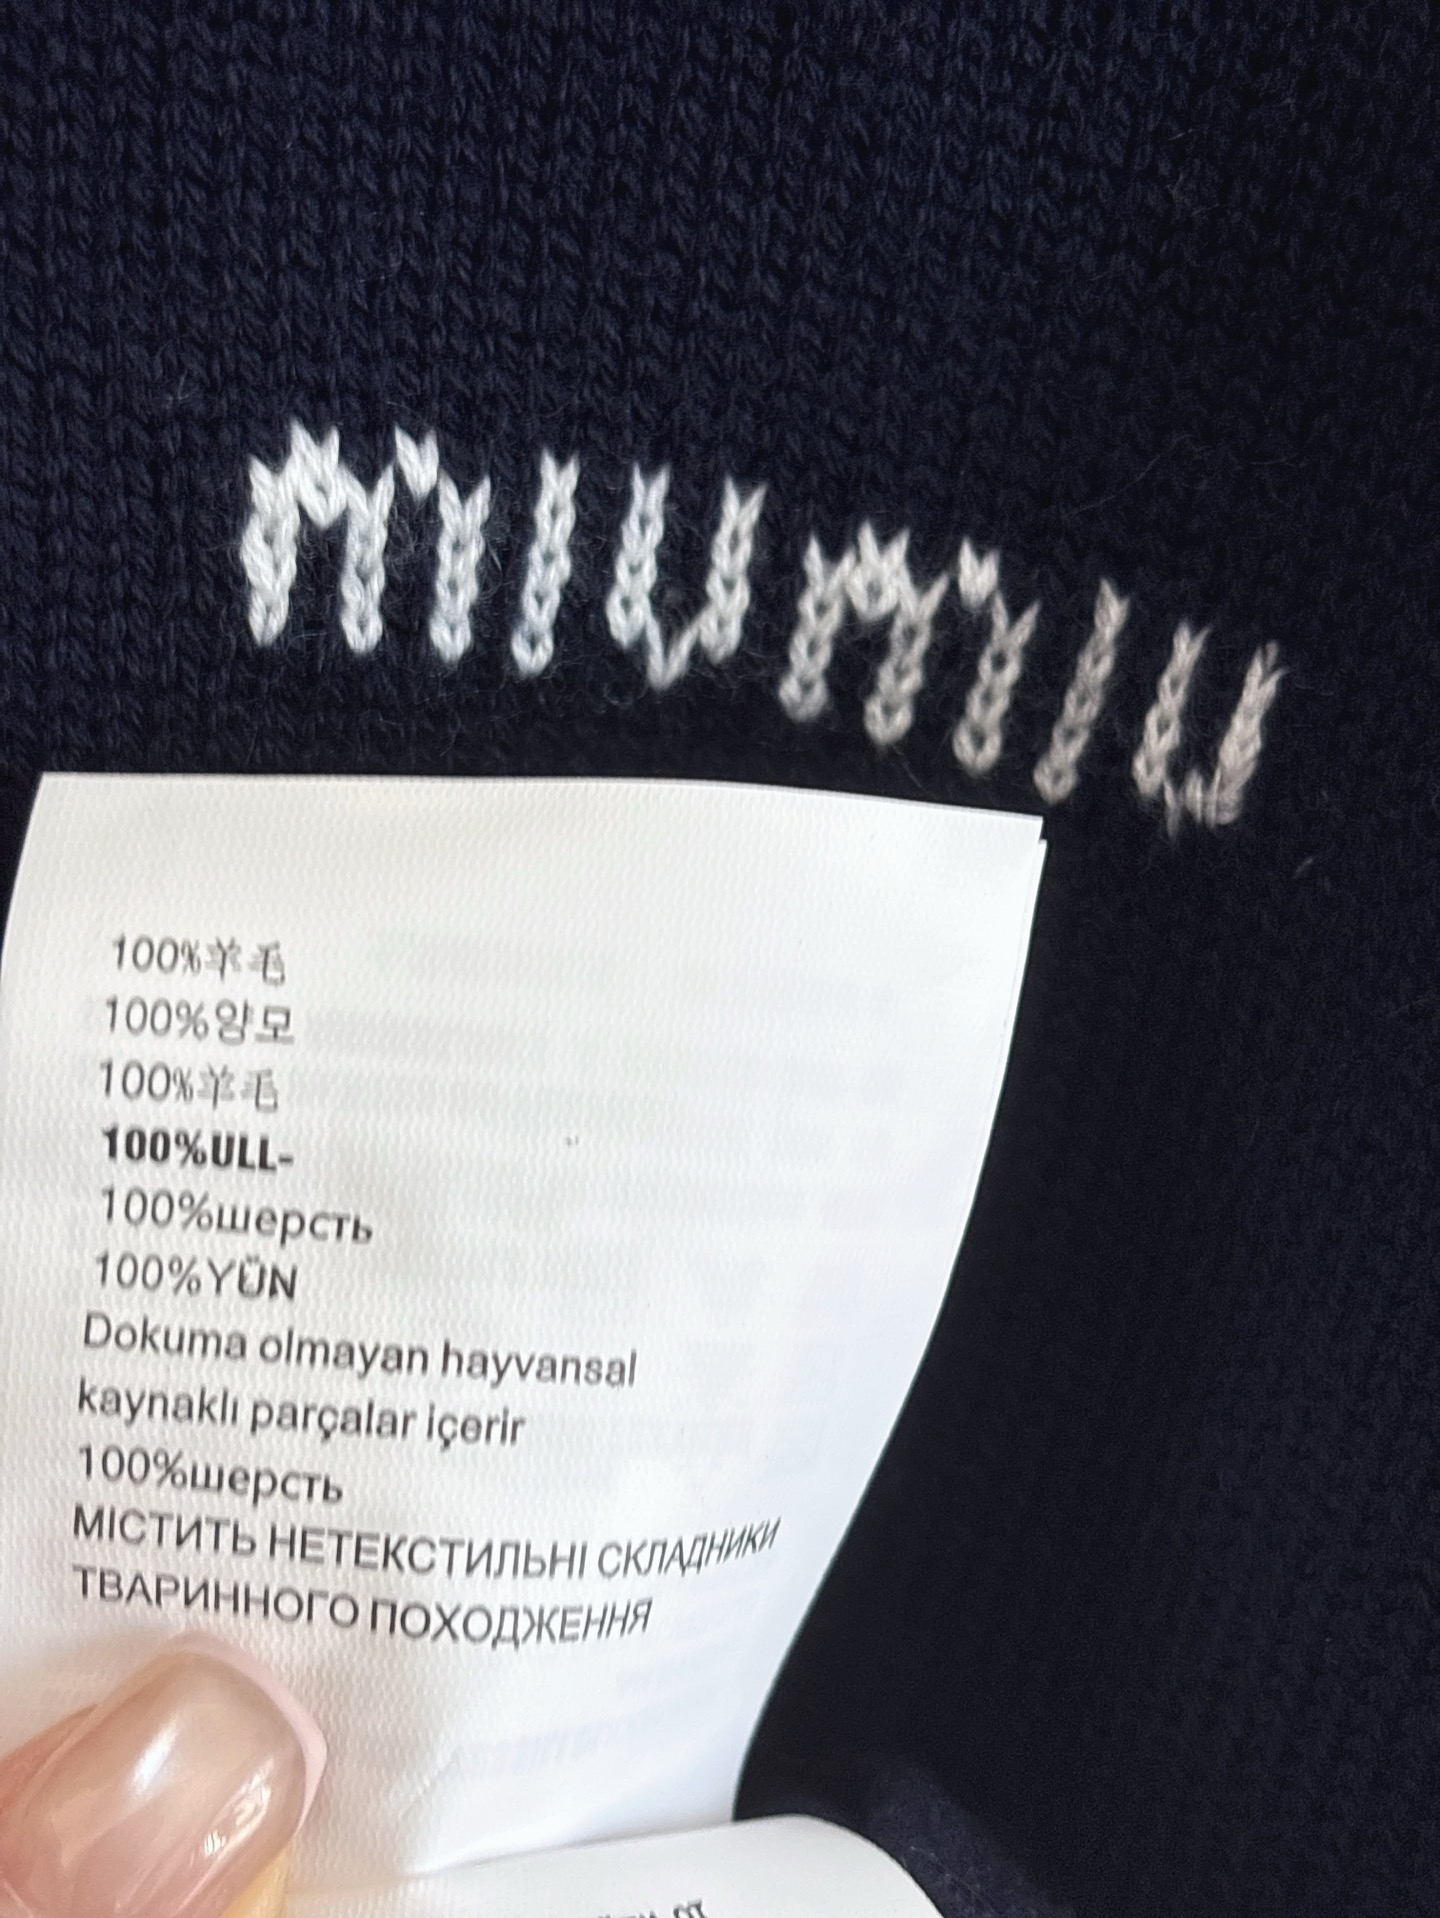 MIUMIU
100%羊毛
100%양모
100%羊毛
100%ULL-
100%шерсть
100%YÜN
Dokuma olmayan hayvansal
kaynaklı parçalar içerir
100%шерсть
МІСТИТЬ НЕТЕКСТИЛЬНІ СКЛАДНИКИ
ТВАРИННОГО ПОХОДЖЕННЯ